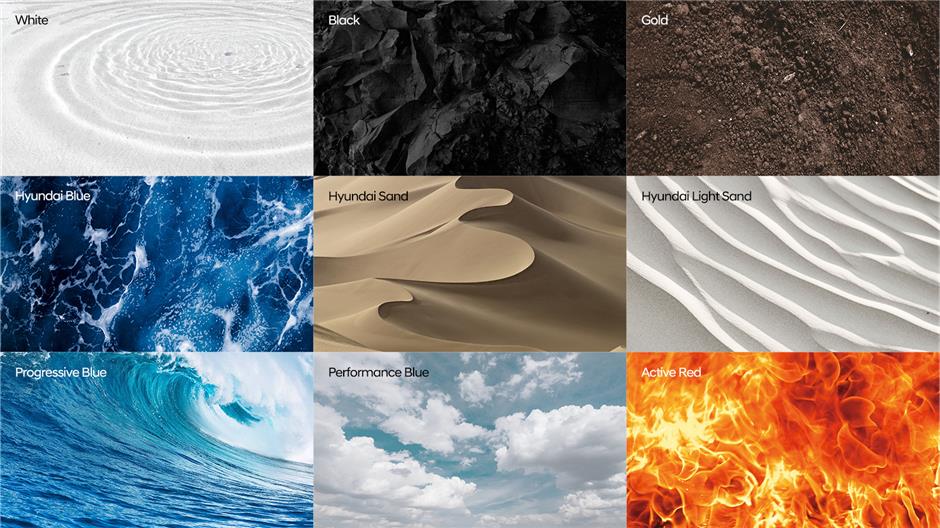 White
Black
Gold
Hyundai Blue
Hyundai Sand
Hyundai Light Sand
Progressive Blue
Performance Blue
Active Red